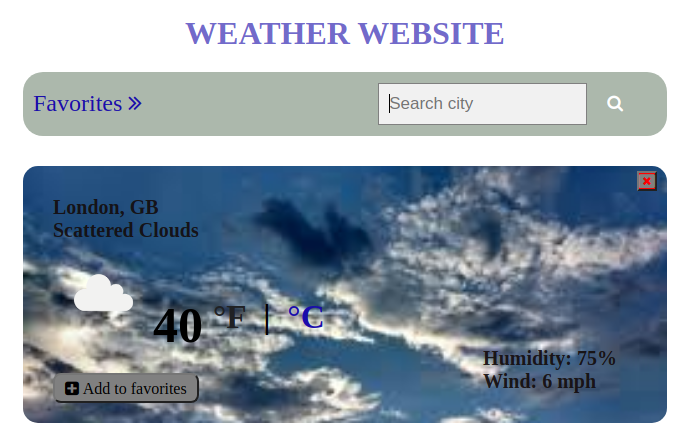 WEATHER WEBSITE
Favorites »
Search city
London, GB
Scattered Clouds
40 °F | °C
Humidity: 75%
Wind: 6 mph
Add to favorites